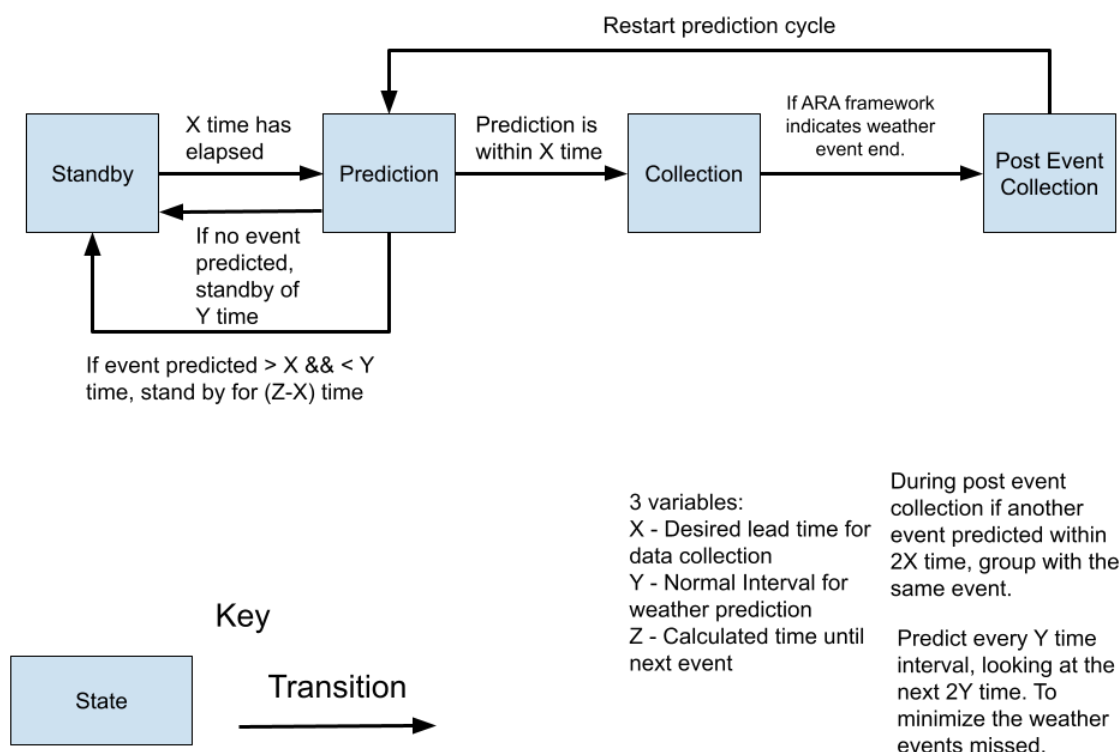 Restart prediction cycle
Standby
X time has
elapsed
Prediction
Prediction is
within X time
Collection
If ARA framework
indicates weather
event end.
Post Event
Collection
If no event
predicted,
standby of
Y time
If event predicted > X && < Y
time, stand by for (Z-X) time
3 variables:
X - Desired lead time for
data collection
Y - Normal Interval for
weather prediction
Z - Calculated time until
next event
During post event
collection if another
event predicted within
2X time, group with the
same event.
Predict every Y time
interval, looking at the
next 2Y time. To
minimize the weather
events missed.
Key
State
Transition